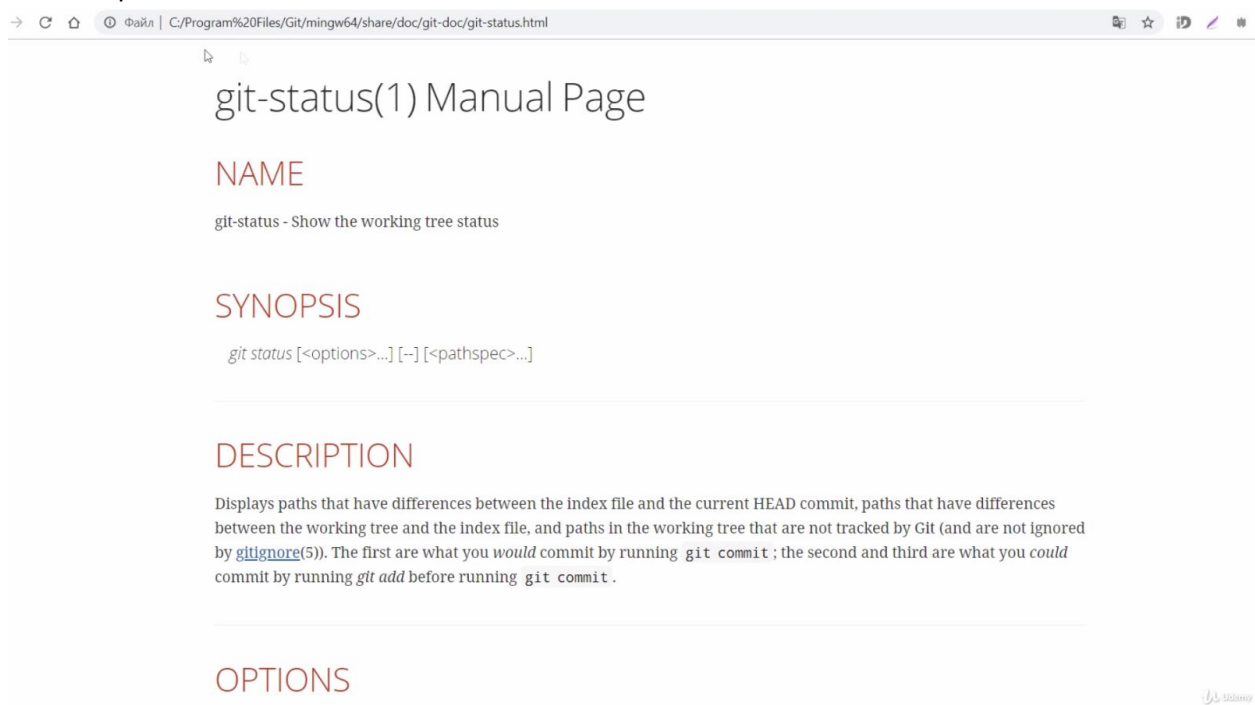 Файл | C:/Program%20Files/Git/mingw64/share/doc/git-doc/git-status.html
git-status(1) Manual Page
NAME
git-status - Show the working tree status
SYNOPSIS
git status [<options>...] [--] [<pathspec>...]
DESCRIPTION
Displays paths that have differences between the index file and the current HEAD commit, paths that have differences
between the working tree and the index file, and paths in the working tree that are not tracked by Git (and are not ignored
by gitignore(5)). The first are what you would commit by running git commit; the second and third are what you could
commit by running git add before running git commit.
OPTIONS
Udemy